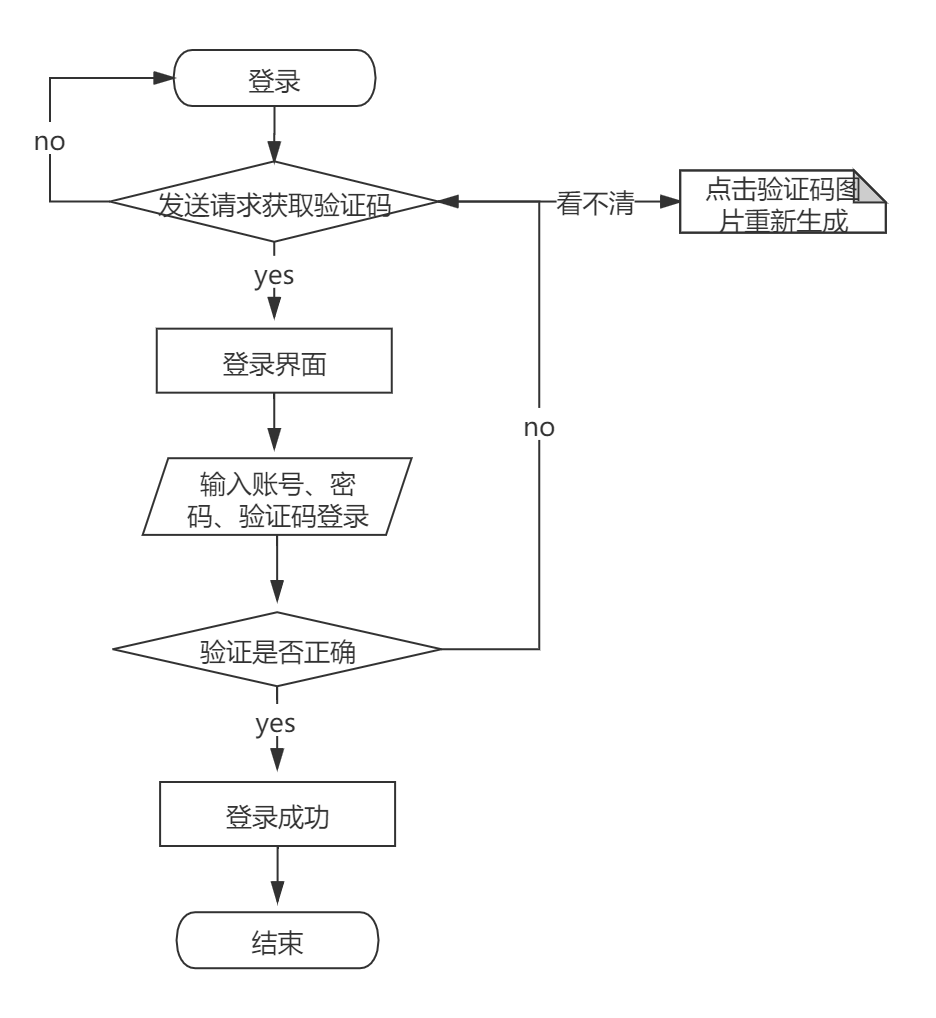 登录
no
发送请求获取验证码
看不清
点击验证码图
片重新生成
yes
登录界面
no
输入账号、密
码、验证码登录
验证是否正确
yes
登录成功
结束